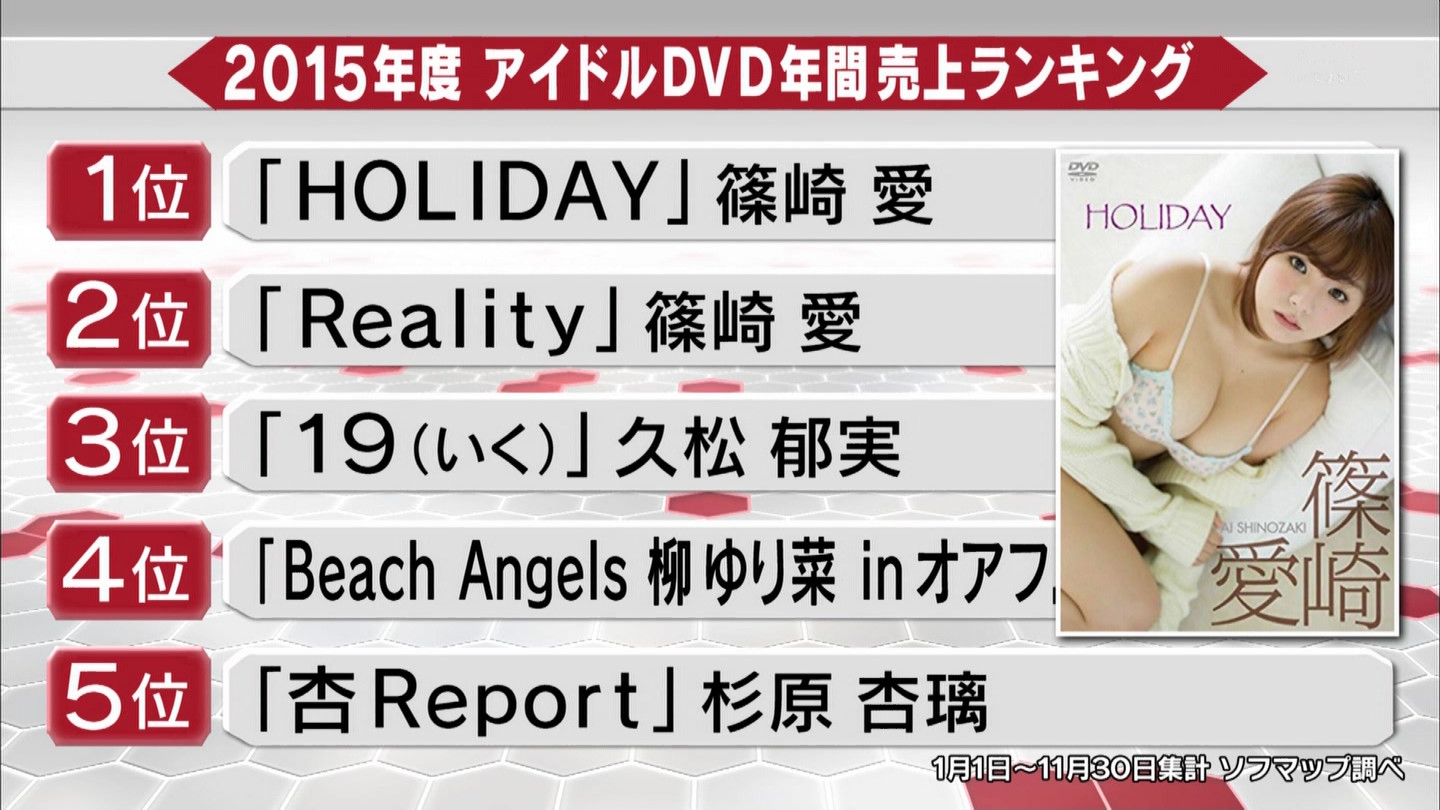 2015年度 アイドルDVD年間売上ランキング
1位 「HOLIDAY」 篠崎 愛
2位 「Reality」 篠崎 愛
3位 「19(いく)」 久松 郁実
4位 「Beach Angels 柳ゆり菜 inオアフ」
5位 「杏Report」 杉原 杏璃
DVD
VIDEO
HOLIDAY
篠崎
AI SHINOZAKI
愛
1月1日〜11月30日集計 ソフマップ調べ